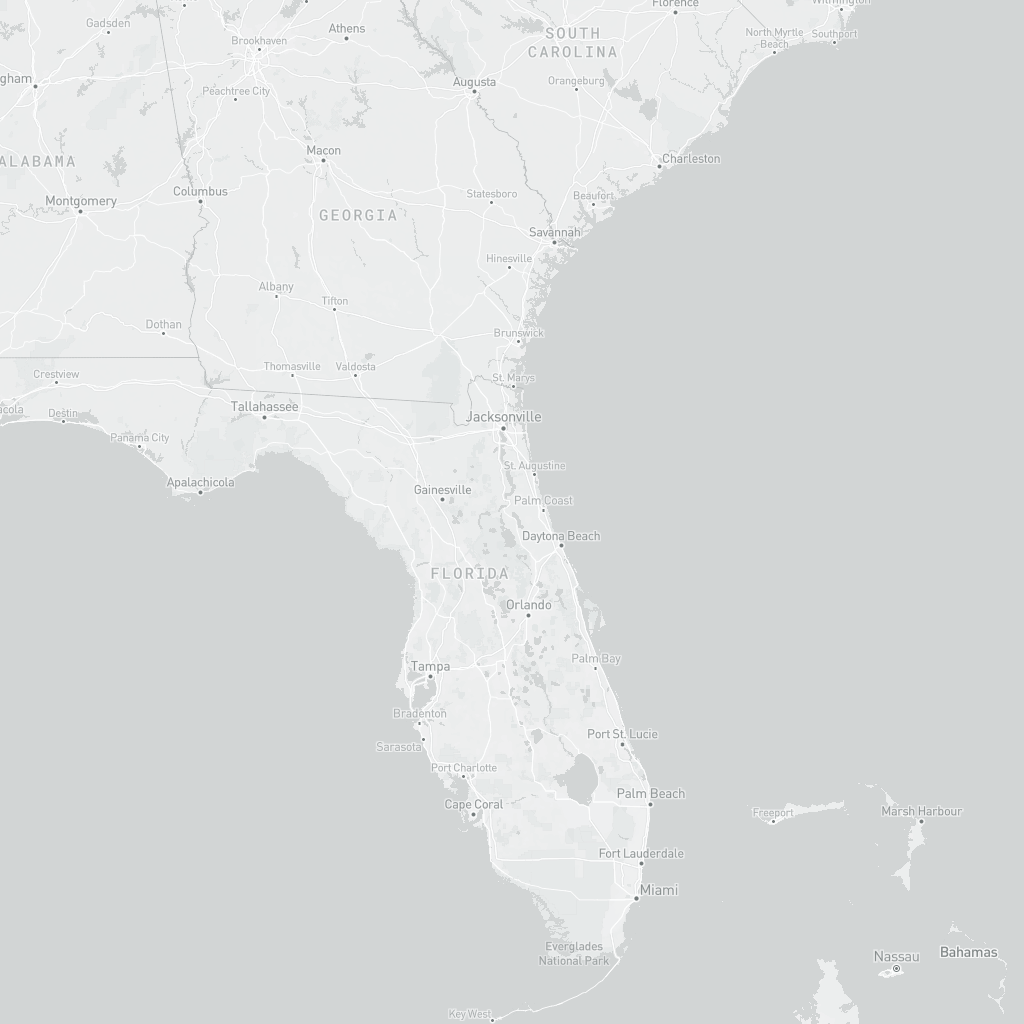 Florence
Wilmington
Gadsden
Athens
SOUTH
CAROLINA
North Myrtle
Beach
Southport
Brookhaven
gham
Augusta
Orangeburg
Peachtree City
Macon
Charleston
ALABAMA
Columbus
Statesboro
Beaufort
Montgomery
GEORGIA
Savannah
Hinesville
Albany
Tifton
Dothan
Brunswick
Thomasville
Valdosta
Crestview
St. Marys
acola
Destin
Tallahassee
Jacksonville
Panama City
St. Augustine
Apalachicola
Gainesville
Palm Coast
Daytona Beach
FLORIDA
Orlando
Tampa
Palm Bay
Bradenton
Sarasota
Port St. Lucie
Port Charlotte
Cape Coral
Palm Beach
Freeport
Marsh Harbour
Fort Lauderdale
Miami
Everglades
National Park
Nassau
Bahamas
Key West